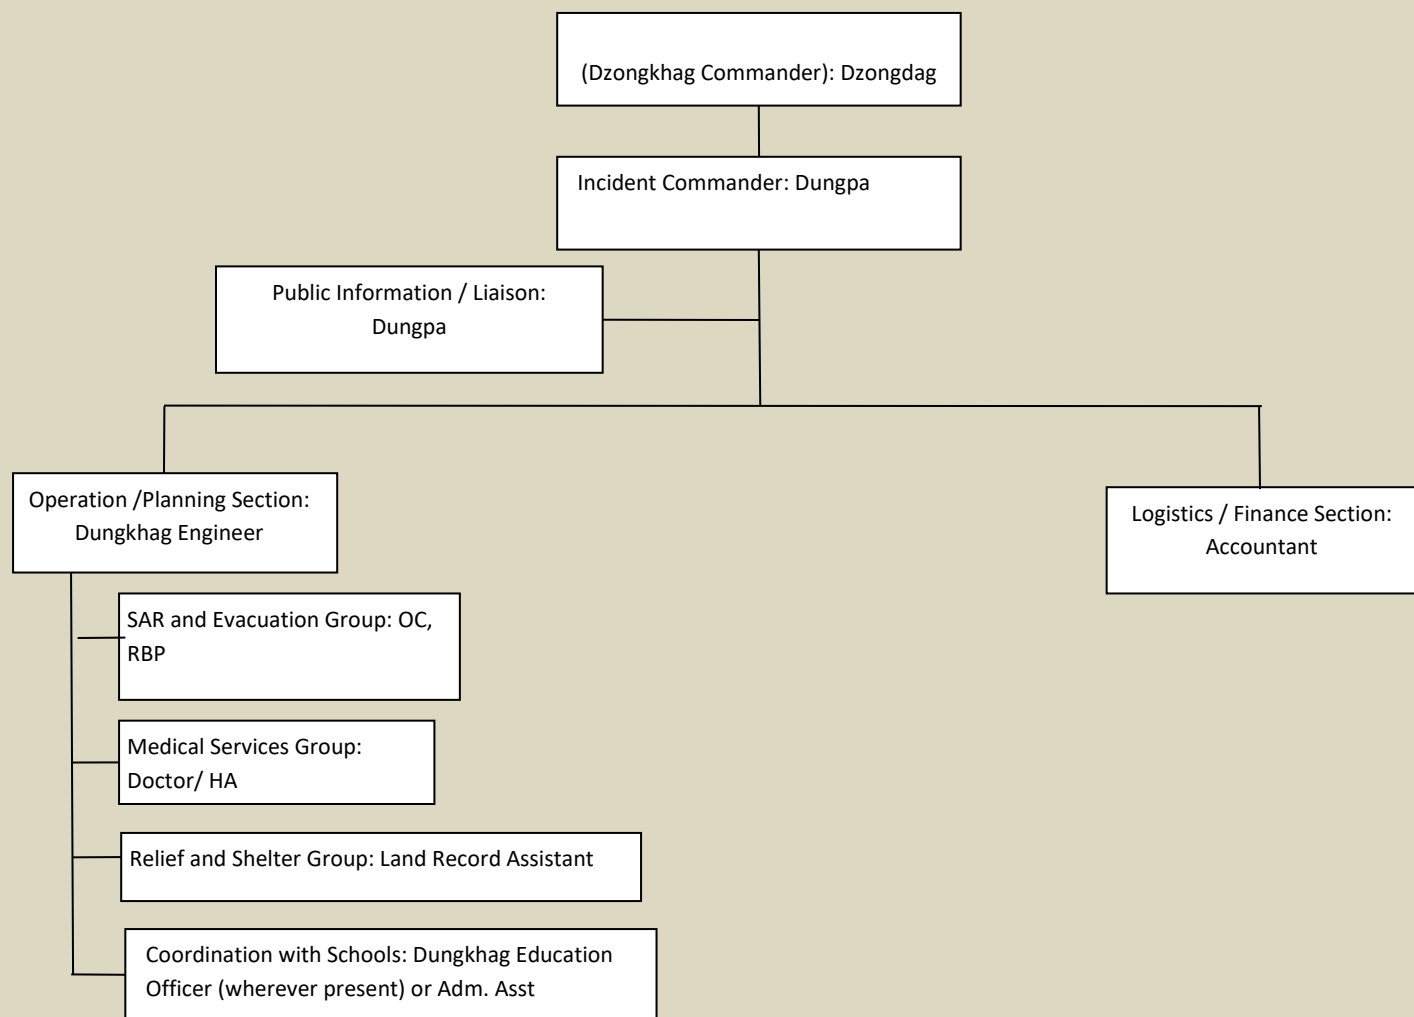 (Dzongkhag Commander): Dzongdag
Incident Commander: Dungpa
Public Information / Liaison:
Dungpa
Operation /Planning Section:
Dungkhag Engineer
Logistics / Finance Section:
Accountant
SAR and Evacuation Group: OC,
RBP
Medical Services Group:
Doctor/ HA
Relief and Shelter Group: Land Record Assistant
Coordination with Schools: Dungkhag Education
Officer (wherever present) or Adm. Asst